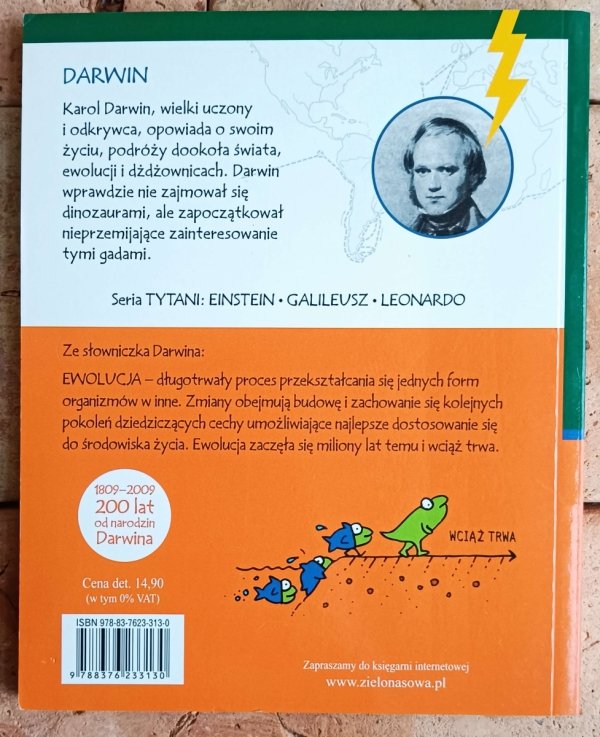 DARWIN
Karol Darwin, wielki uczony
i odkrywca, opowiada o swoim
życiu, podróży dookoła świata,
ewolucji i dżdżownicach. Darwin
wprawdzie nie zajmował się
dinozaurami, ale zapoczątkował
nieprzemijające zainteresowanie
tymi gadami.
Seria TYTANI: EINSTEIN • GALILEUSZ • LEONARDO
Ze słowniczka Darwina:
EWOLUCJA – długotrwały proces przekształcania się jednych form
organizmów w inne. Zmiany obejmują budowę i zachowanie się kolejnych
pokoleń dziedziczących cechy umożliwiające najlepsze dostosowanie się
do środowiska życia. Ewolucja zaczęła się miliony lat temu i wciąż trwa.
1809–2009
200 lat
od narodzin
Darwina
WCIĄŻ TRWA
Cena det. 14,90
(w tym 0% VAT)
ISBN 978-83-7623-313-0
9 788376 233130
Zapraszamy do księgarni internetowej
www.zielonasowa.pl